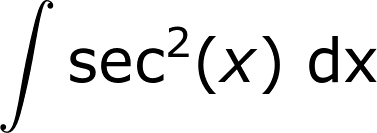 ∫ sec²(x) dx